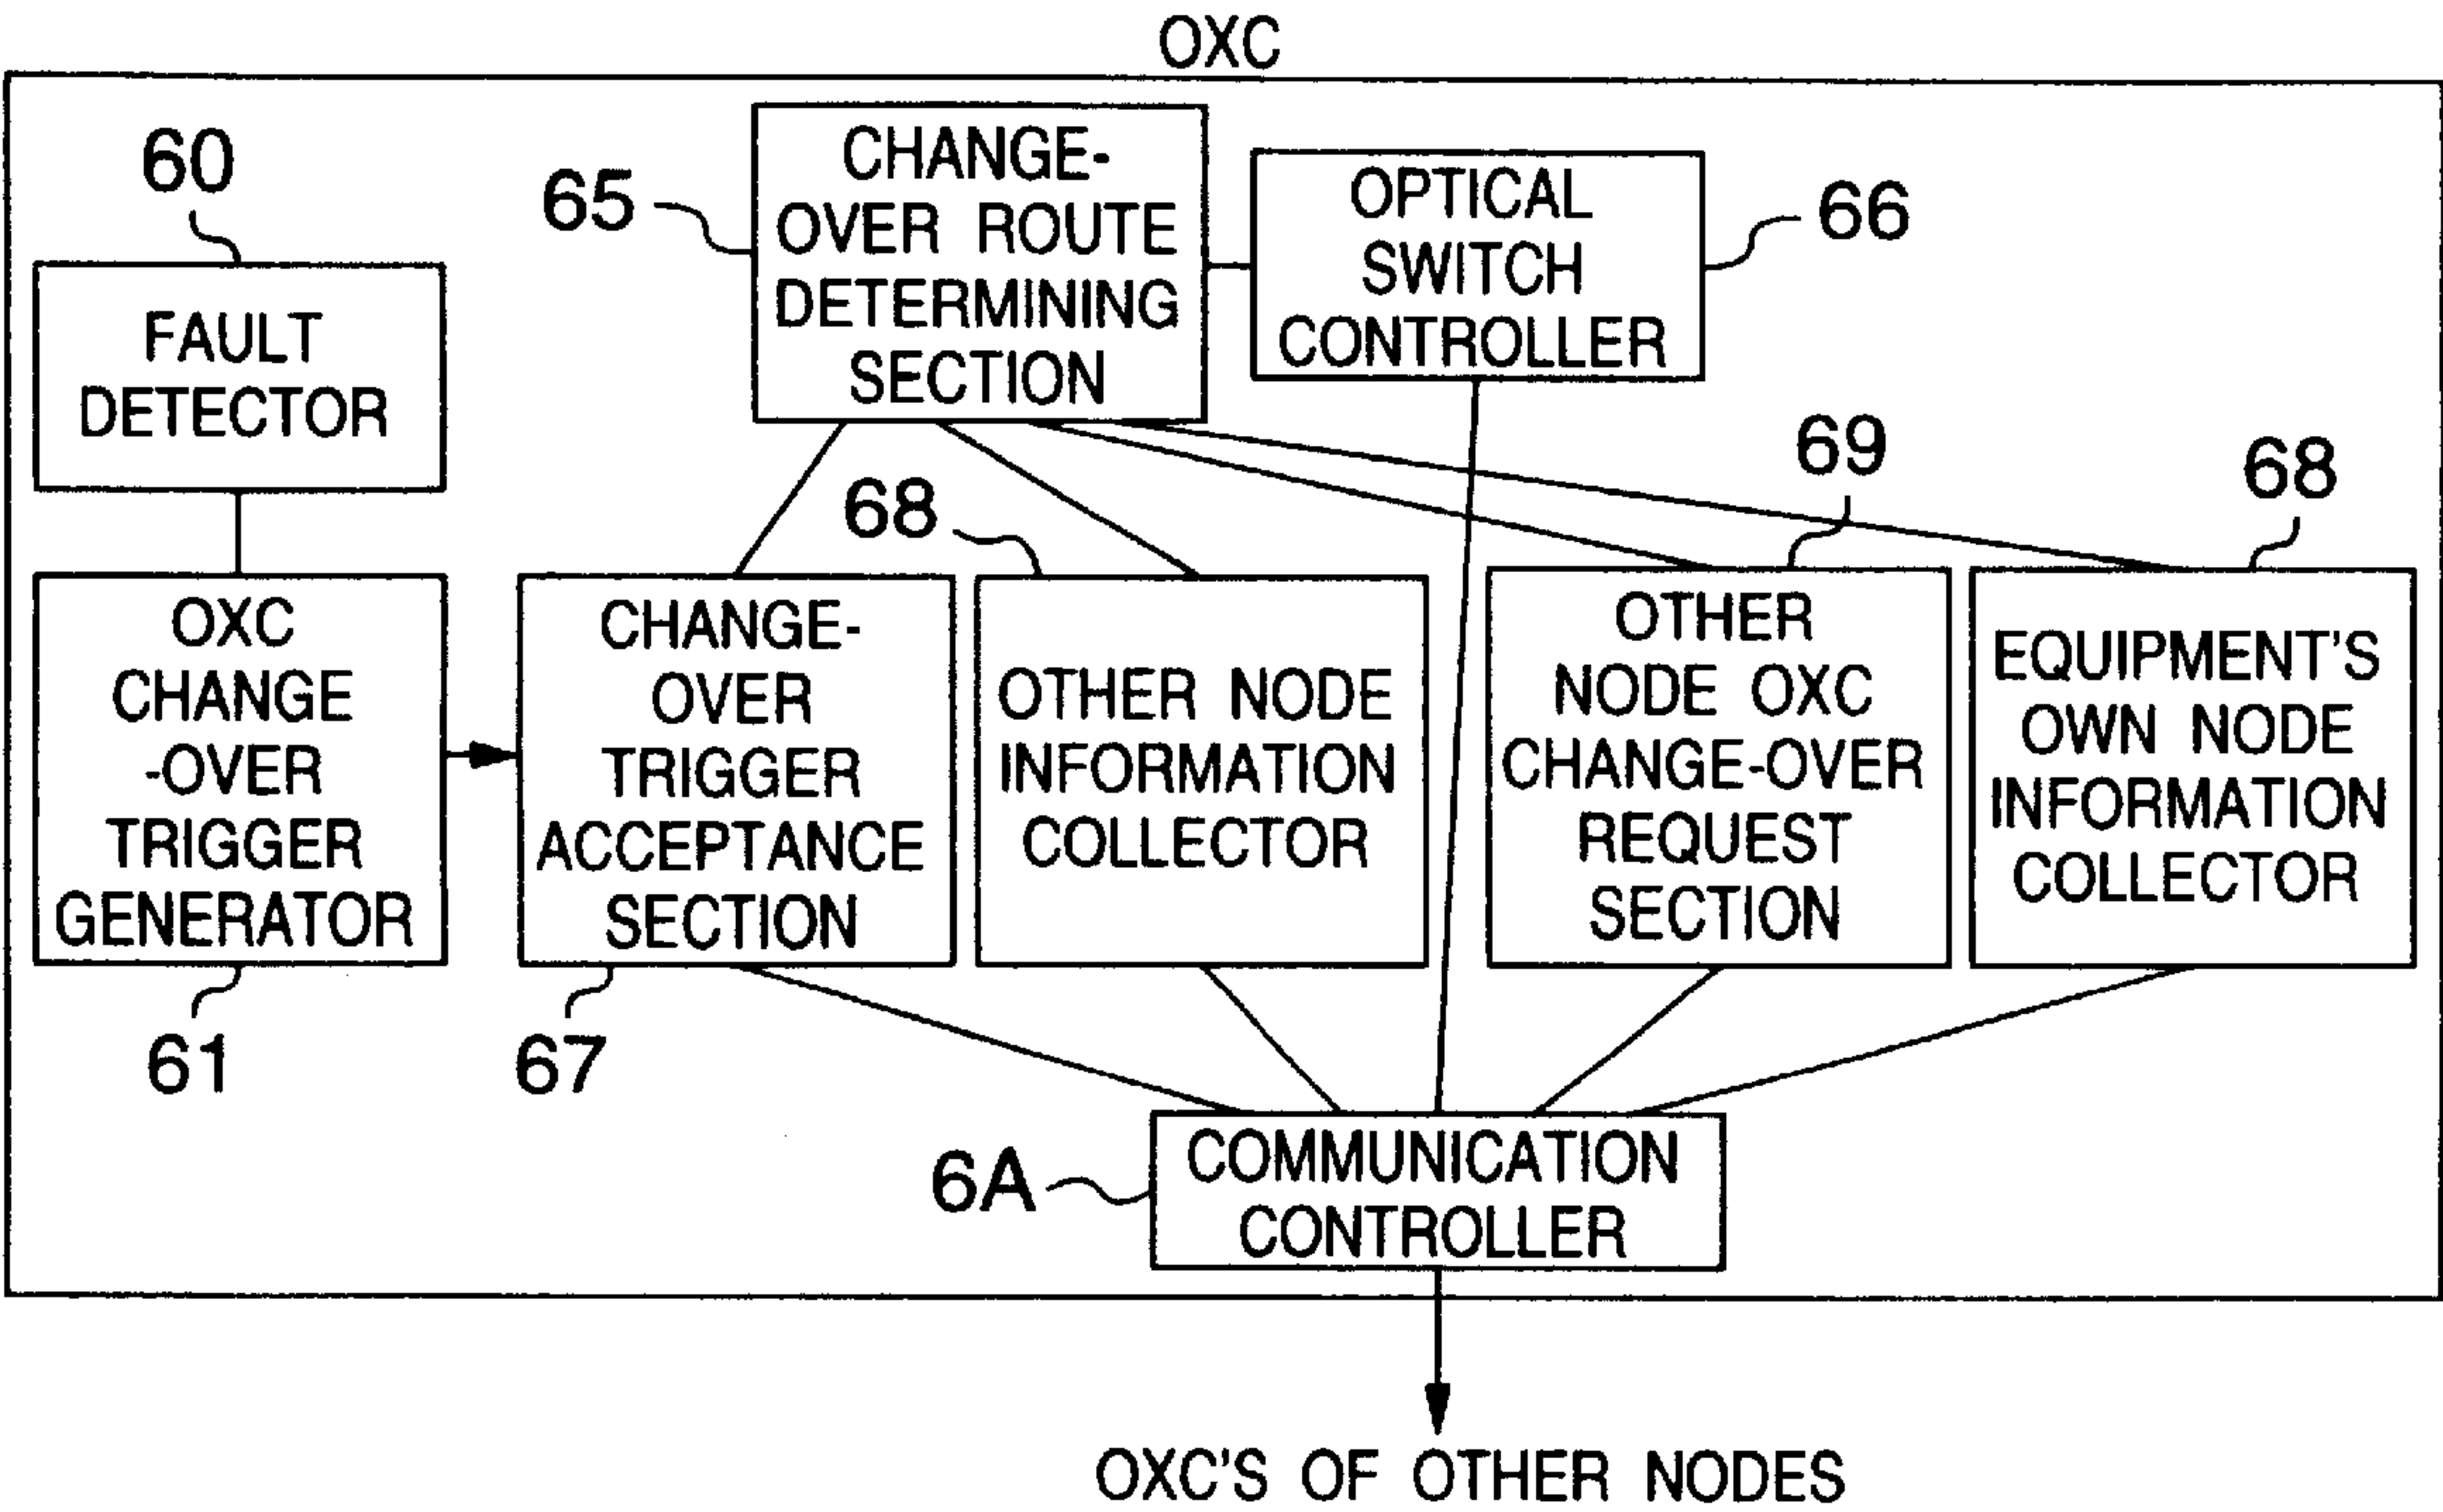 OXC
60
FAULT
DETECTOR
65
CHANGE-
OVER ROUTE
DETERMINING
SECTION
OPTICAL
SWITCH
CONTROLLER
66
OXC
CHANGE
-OVER
TRIGGER
GENERATOR
61
CHANGE-
OVER
TRIGGER
ACCEPTANCE
SECTION
67
68
OTHER NODE
INFORMATION
COLLECTOR
69
OTHER
NODE OXC
CHANGE-OVER
REQUEST
SECTION
68
EQUIPMENT'S
OWN NODE
INFORMATION
COLLECTOR
6A
COMMUNICATION
CONTROLLER
OXC'S OF OTHER NODES